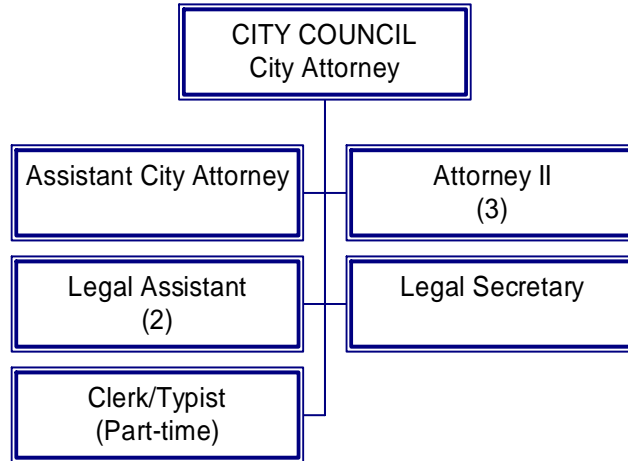 CITY COUNCIL
City Attorney
Assistant City Attorney
Attorney II
(3)
Legal Assistant
(2)
Legal Secretary
Clerk/Typist
(Part-time)